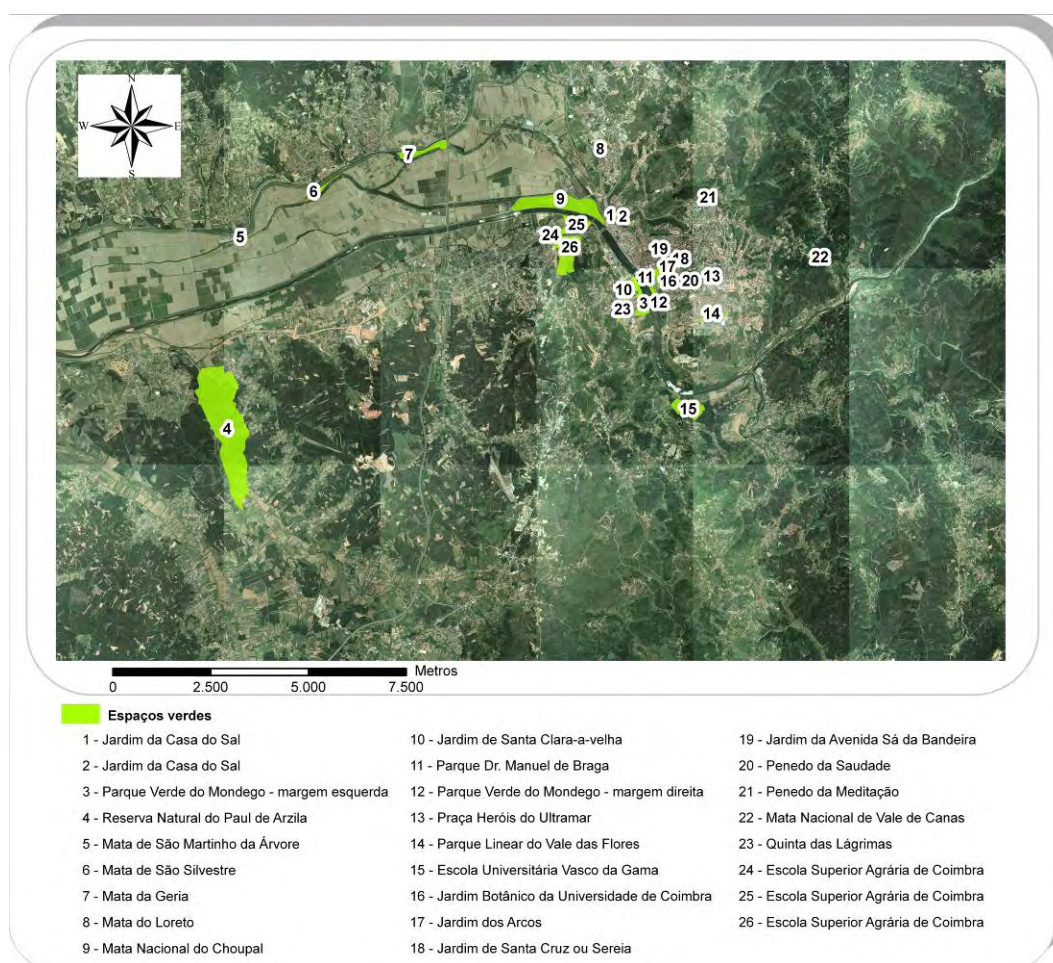 N
W E
S
7
8
6
21
9
1 2
5
25
24
26
19
22
18
17
11
16 20 13
10
3 12
23
14
15
4
Metros
0 2.500 5.000 7.500
Espaços verdes
1 - Jardim da Casa do Sal
2 - Jardim da Casa do Sal
3 - Parque Verde do Mondego - margem esquerda
4 - Reserva Natural do Paul de Arzila
5 - Mata de São Martinho da Árvore
6 - Mata de São Silvestre
7 - Mata da Geria
8 - Mata do Loreto
9 - Mata Nacional do Choupal
10 - Jardim de Santa Clara-a-velha
11 - Parque Dr. Manuel de Braga
12 - Parque Verde do Mondego - margem direita
13 - Praça Heróis do Ultramar
14 - Parque Linear do Vale das Flores
15 - Escola Universitária Vasco da Gama
16 - Jardim Botânico da Universidade de Coimbra
17 - Jardim dos Arcos
18 - Jardim de Santa Cruz ou Sereia
19 - Jardim da Avenida Sá da Bandeira
20 - Penedo da Saudade
21 - Penedo da Meditação
22 - Mata Nacional de Vale de Canas
23 - Quinta das Lágrimas
24 - Escola Superior Agrária de Coimbra
25 - Escola Superior Agrária de Coimbra
26 - Escola Superior Agrária de Coimbra